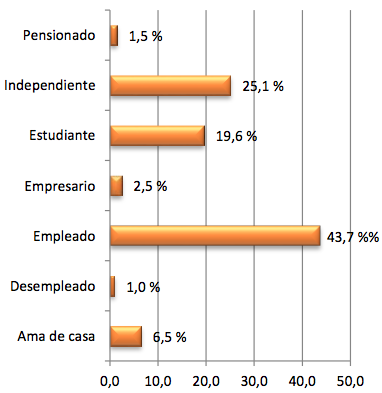 Pensionado 1,5 %
Independiente 25,1 %
Estudiante 19,6 %
Empresario 2,5 %
Empleado 43,7 %%
Desempleado 1,0 %
Ama de casa 6,5 %
0,0 10,0 20,0 30,0 40,0 50,0